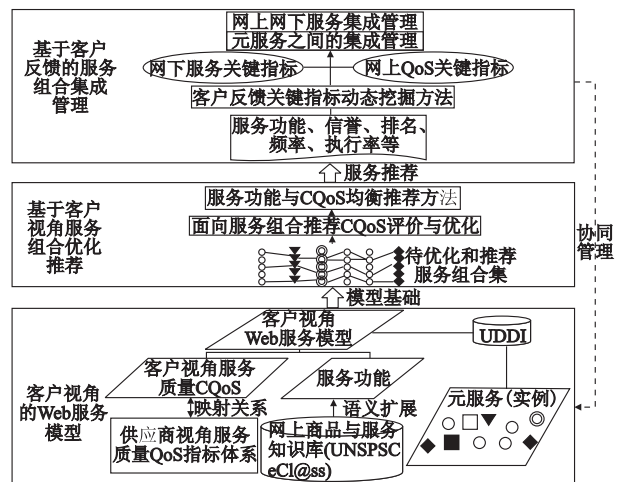 网上网下服务集成管理
元服务之间的集成管理
基于客户
反馈的服务
组合集成
管理
网下服务关键指标
网上QoS关键指标
客户反馈关键指标动态挖掘方法
服务功能、信誉、排名、
频率、执行率等
服务推荐
基于客户
视角服务
组合优化
推荐
服务功能与CQoS均衡推荐方法
面向服务组合推荐CQoS评价与优化
待优化和推荐
服务组合集
协同
管理
模型基础
客户视角
的Web服务
模型
客户视角
Web服务模型
UDDI
客户视角服务
质量CQoS
服务功能
映射关系
语义扩展
供应商视角服务
质量QoS指标体系
网上商品与服务
知识库(UNSPSC
eCl@ss)
元服务(实例)